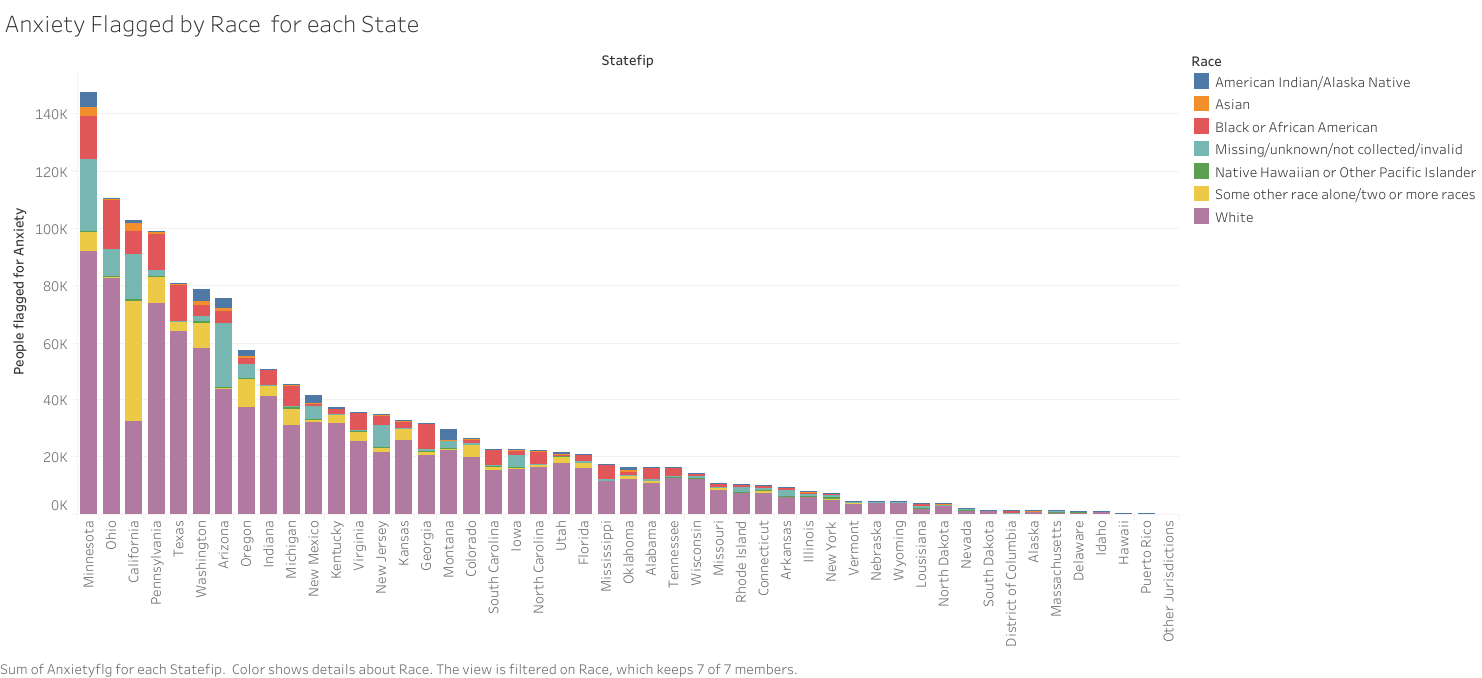 Anxiety Flagged by Race  for each State
Statefip
Race
American Indian/Alaska Native
Asian
Black or African American
Missing/unknown/not collected/invalid
Native Hawaiian or Other Pacific Islander
Some other race alone/two or more races
White
People flagged for Anxiety
140K
120K
100K
80K
60K
40K
20K
0K
Minnesota
Ohio
California
Pennsylvania
Texas
Washington
Arizona
Oregon
Indiana
Michigan
New Mexico
Kentucky
Virginia
New Jersey
Kansas
Georgia
Montana
Colorado
South Carolina
Iowa
North Carolina
Utah
Florida
Mississippi
Oklahoma
Alabama
Tennessee
Wisconsin
Missouri
Rhode Island
Connecticut
Arkansas
Illinois
New York
Vermont
Nebraska
Wyoming
Lousiana
North Dakota
Nevada
South Dakota
District of Columbia
Alaska
Massachusetts
Delaware
Idaho
Hawaii
Puerto Rico
Other Jurisdictions
Sum of Anxietyflg for each Statefip.  Color shows details about Race. The view is filtered on Race, which keeps 7 of 7 members.